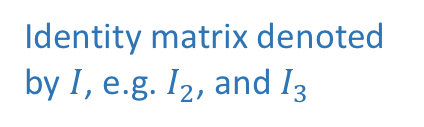 Identity matrix denoted
by I, e.g. I₂, and I₃